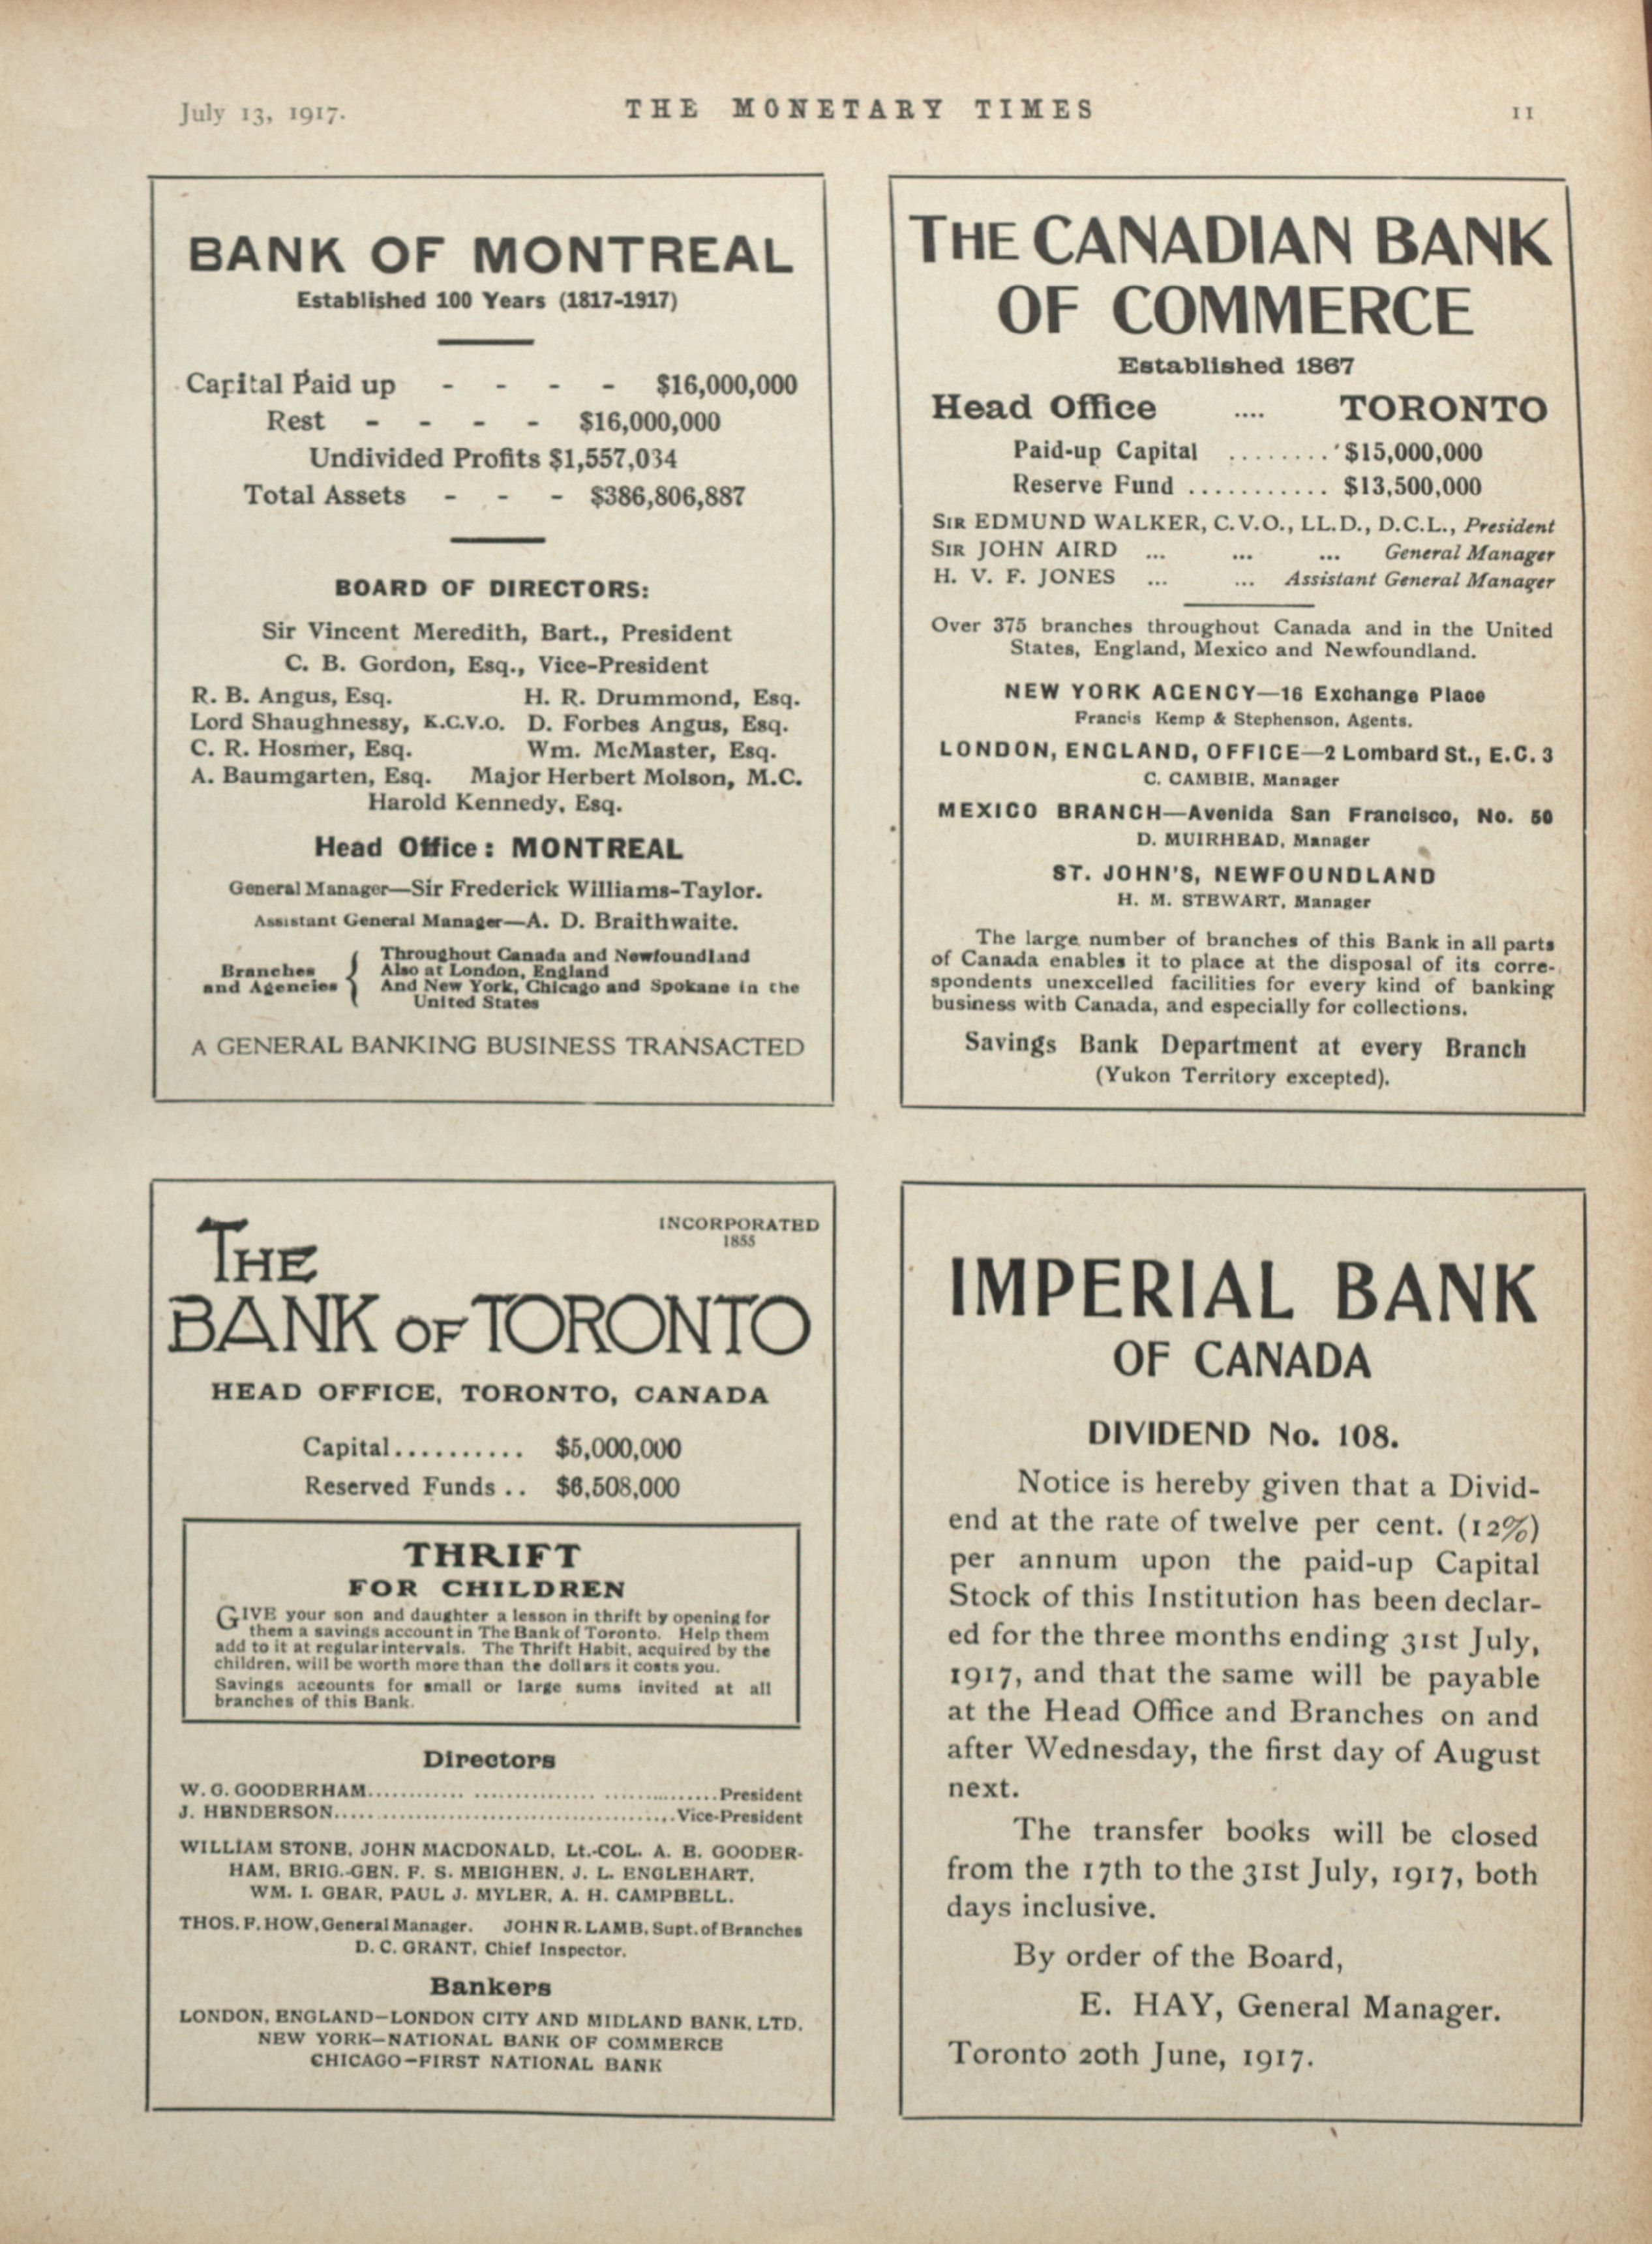 July 13, 1917.
THE MONETARY TIMES
11
BANK OF MONTREAL
Established 100 Years (1817-1917)
Capital Paid up - - - - $16,000,000
Rest - - - - $16,000,000
Undivided Profits $1,557,034
Total Assets - - - $386,806,887
BOARD OF DIRECTORS:
Sir Vincent Meredith, Bart., President
C. B. Gordon, Esq., Vice-President
R. B. Angus, Esq. H. R. Drummond, Esq.
Lord Shaughnessy, K.C.V.O. D. Forbes Angus, Esq.
C. R. Hosmer, Esq. Wm. McMaster, Esq.
A. Baumgarten, Esq. Major Herbert Molson, M.C.
Harold Kennedy, Esq.
Head Office: MONTREAL
General Manager—Sir Frederick Williams-Taylor.
Assistant General Manager—A. D. Braithwaite.
Branches and Agencies
Throughout Canada and Newfoundland
Also at London, England
And New York, Chicago and Spokane in the
United States
A GENERAL BANKING BUSINESS TRANSACTED
THE CANADIAN BANK
OF COMMERCE
Established 1867
Head Office .... TORONTO
Paid-up Capital ........ $15,000,000
Reserve Fund ........... $13,500,000
SIR EDMUND WALKER, C.V.O., LL.D., D.C.L., President
SIR JOHN AIRD ... ... ... General Manager
H. V. F. JONES ... ... Assistant General Manager
Over 375 branches throughout Canada and in the United
States, England, Mexico and Newfoundland.
NEW YORK AGENCY—16 Exchange Place
Francis Kemp & Stephenson, Agents.
LONDON, ENGLAND, OFFICE—2 Lombard St., E.C. 3
C. CAMBIE, Manager
MEXICO BRANCH—Avenida San Francisco, No. 50
D. MUIRHEAD, Manager
ST. JOHN'S, NEWFOUNDLAND
H. M. STEWART, Manager
The large number of branches of this Bank in all parts
of Canada enables it to place at the disposal of its corre-
spondents unexcelled facilities for every kind of banking
business with Canada, and especially for collections.
Savings Bank Department at every Branch
(Yukon Territory excepted).
INCORPORATED
1855
THE
BANK OF TORONTO
HEAD OFFICE, TORONTO, CANADA
Capital.......... $5,000,000
Reserved Funds .. $6,508,000
THRIFT
FOR CHILDREN
GIVE your son and daughter a lesson in thrift by opening for
them a savings account in The Bank of Toronto. Help them
add to it at regular intervals. The Thrift Habit, acquired by the
children, will be worth more than the dollars it costs you.
Savings accounts for small or large sums invited at all
branches of this Bank.
Directors
W. G. GOODERHAM.......................................President
J. HENDERSON.......................................Vice-President
WILLIAM STONE, JOHN MACDONALD, Lt.-COL. A. E. GOODER-
HAM, BRIG.-GEN. F. S. MEIGHEN, J. L. ENGLEHART,
WM. I. GEAR, PAUL J. MYLER, A. H. CAMPBELL.
THOS. F. HOW, General Manager. JOHN R. LAMB, Supt. of Branches
D. C. GRANT, Chief Inspector.
Bankers
LONDON, ENGLAND—LONDON CITY AND MIDLAND BANK, LTD.
NEW YORK—NATIONAL BANK OF COMMERCE
CHICAGO—FIRST NATIONAL BANK
IMPERIAL BANK
OF CANADA
DIVIDEND No. 108.
Notice is hereby given that a Divid-
end at the rate of twelve per cent. (12%)
per annum upon the paid-up Capital
Stock of this Institution has been declar-
ed for the three months ending 31st July,
1917, and that the same will be payable
at the Head Office and Branches on and
after Wednesday, the first day of August
next.
The transfer books will be closed
from the 17th to the 31st July, 1917, both
days inclusive.
By order of the Board,
E. HAY, General Manager.
Toronto 20th June, 1917.